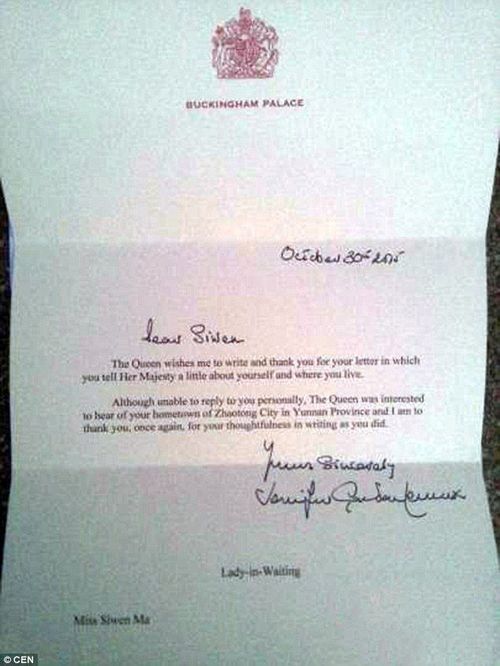 BUCKINGHAM PALACE
October 30th 2015
Dear Siwen
The Queen wishes me to write and thank you for your letter in which
you tell Her Majesty a little about yourself and where you live.
Although unable to reply to you personally, The Queen was interested
to hear of your hometown of Zhaotong City in Yunnan Province and I am to
thank you, once again, for your thoughtfulness in writing as you did.
Yours sincerely
Jennifer
Lady-in-Waiting
Miss Siwen Ma
© CEN